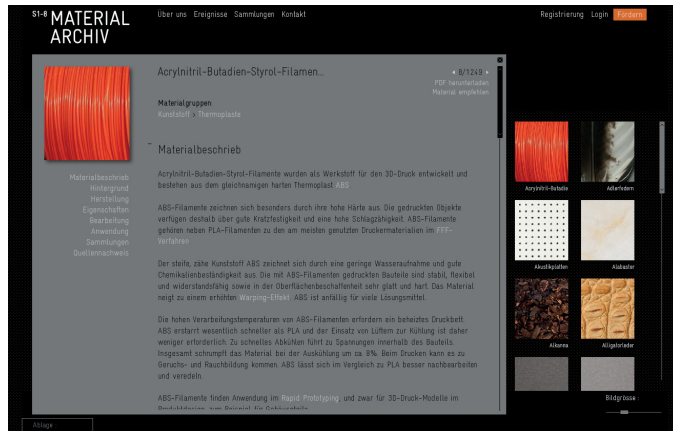 S1-8 MATERIAL
ARCHIV
Über uns Ereignisse Sammlungen Kontakt
Registrierung Login Fördern
Acrylnitril-Butadien-Styrol-Filamen...
0/1249
PDF herunterladen
Material empfehlen
Materialgruppen
Kunststoff > Thermoplaste
Materialbeschrieb
Hintergrund
Herstellung
Eigenschaften
Bearbeitung
Anwendung
Sammlungen
Quellennachweis
– Materialbeschrieb
Acrylnitril-Butadien-Styrol-Filamente wurden als Werkstoff für den 3D-Druck entwickelt und
bestehen aus dem gleichnamigen harten Thermoplast ABS.
ABS-Filamente zeichnen sich besonders durch ihre hohe Härte aus. Die gedruckten Objekte
verfügen deshalb über gute Kratzfestigkeit und eine hohe Schlagzähigkeit. ABS-Filamente
gehören neben PLA-Filamenten zu den am meisten genutzten Druckermaterialien im FFF-
Verfahren
Der steife, zähe Kunststoff ABS zeichnet sich durch eine geringe Wasseraufnahme und gute
Chemikalienbeständigkeit aus. Die mit ABS-Filamenten gedruckten Bauteile sind stabil, flexibel
und widerstandsfähig sowie in der Oberflächenbeschaffenheit sehr glatt und hart. Das Material
neigt zu einem erhöhten Warping-Effekt. ABS ist anfällig für viele Lösungsmittel.
Die hohen Verarbeitungstemperaturen von ABS-Filamenten erfordern ein beheiztes Druckbett.
ABS erstarrt wesentlich schneller als PLA und der Einsatz von Lüftern zur Kühlung ist daher
weniger erforderlich. Zu schnelles Abkühlen führt zu Spannungen innerhalb des Bauteils.
Insgesamt schrumpft das Material bei der Auskühlung um ca. 8%. Beim Drucken kann es zu
Geruchs- und Rauchbildung kommen. ABS lässt sich im Vergleich zu PLA besser nachbearbeiten
und veredeln.
ABS-Filamente finden Anwendung im Rapid Prototyping, und zwar für 3D-Druck-Modelle im
Produktdesign, zum Beispiel für Gehäuseteile
Acrylnitril-Butadie
Adlerfedern
Akustikplatten
Alabaster
Alkanna
Alligatorleder
Bildgrösse :
Ablage